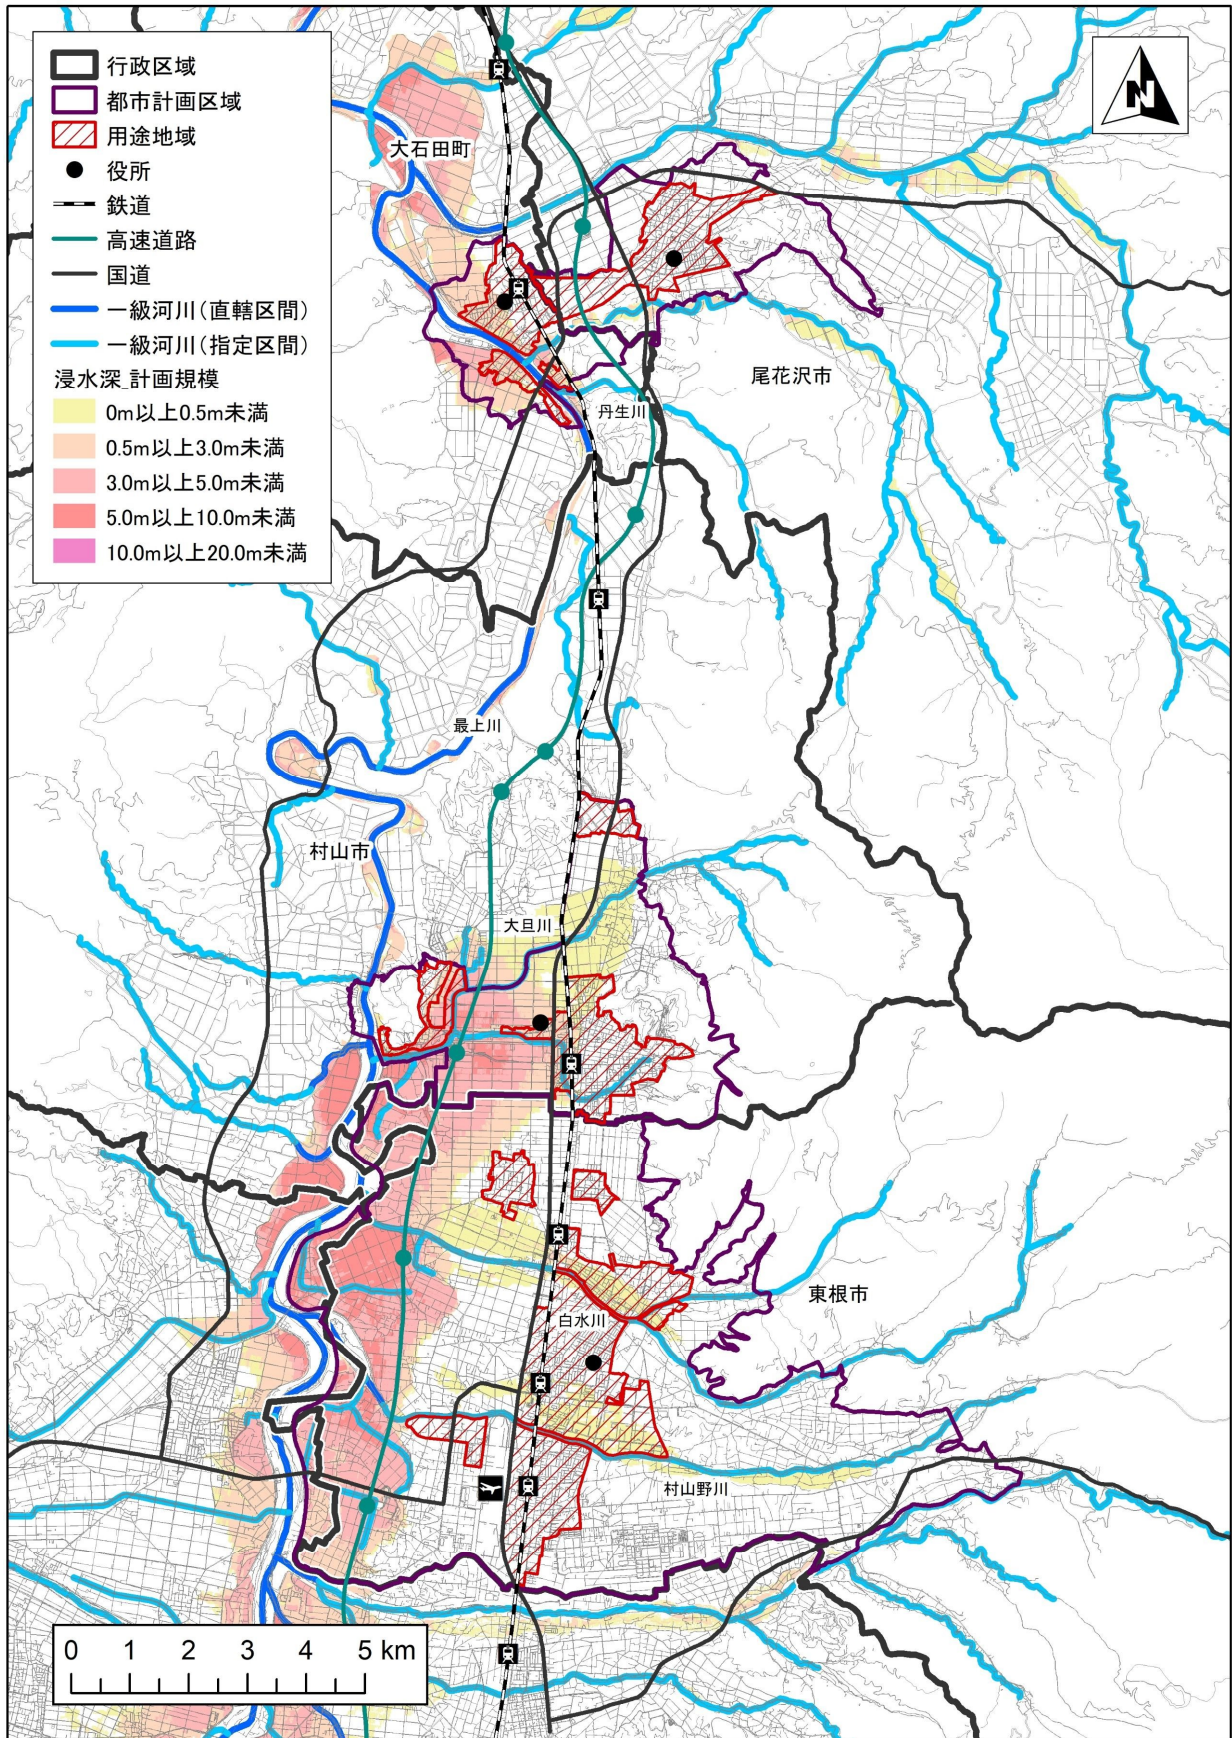 行政区域
都市計画区域
用途地域
役所
鉄道
高速道路
国道
一級河川(直轄区間)
一級河川(指定区間)
浸水深_計画規模
0m以上0.5m未満
0.5m以上3.0m未満
3.0m以上5.0m未満
5.0m以上10.0m未満
10.0m以上20.0m未満
N
大石田町
尾花沢市
丹生川
最上川
村山市
大旦川
東根市
白水川
村山野川
0 1 2 3 4 5 km